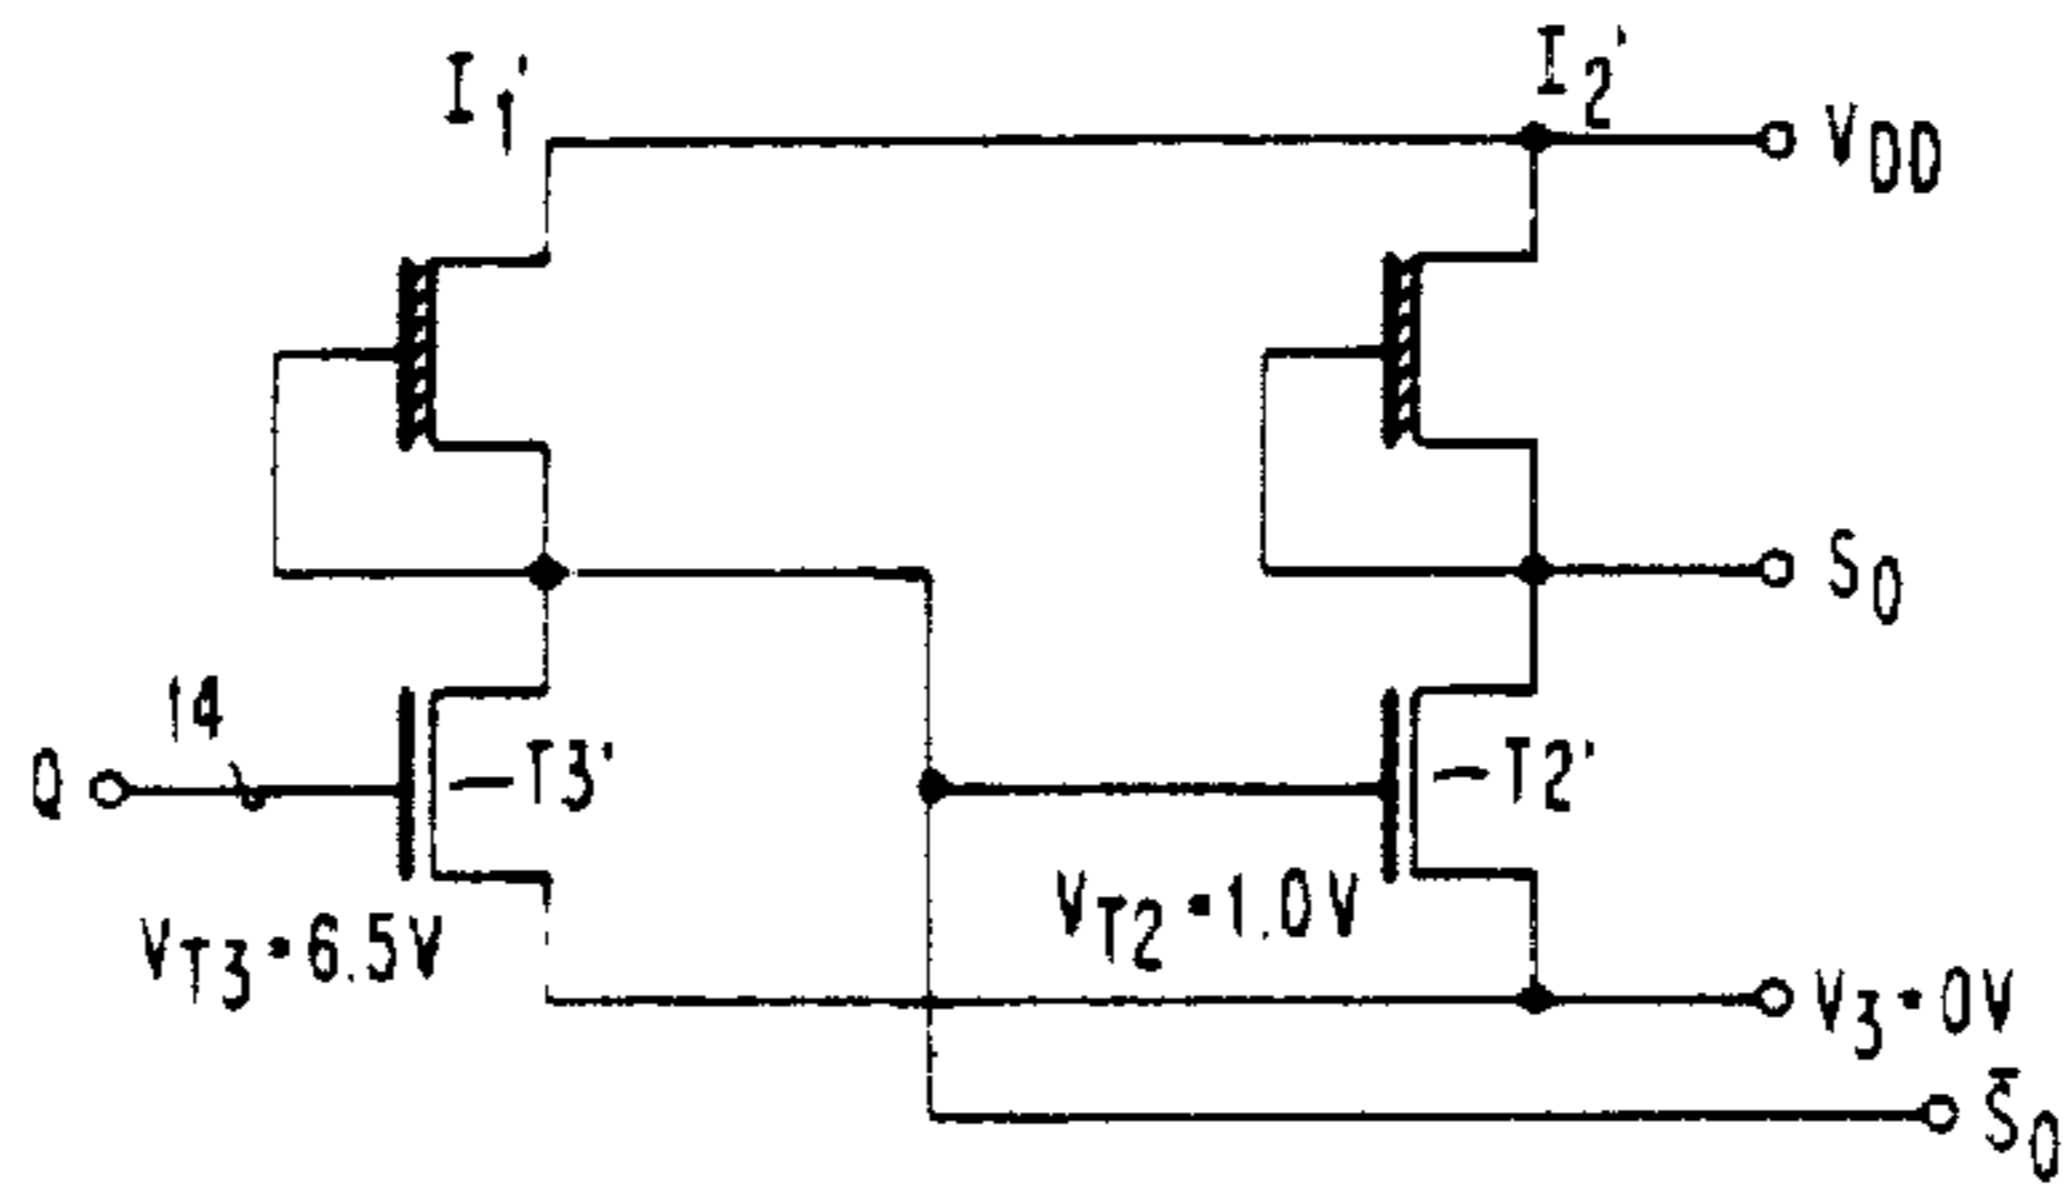 I1'
I2'
VDD
S0
14
Q
T3'
T2'
VT3=6.5V
VT2=1.0V
V3=0V
S̄0